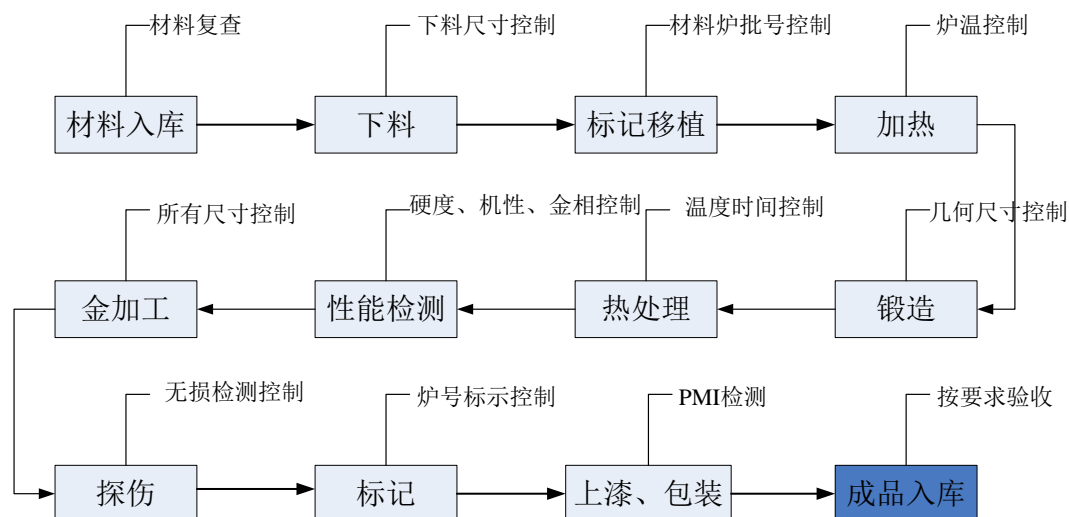 材料复查
下料尺寸控制
材料炉批号控制
炉温控制
材料入库
下料
标记移植
加热
所有尺寸控制
硬度、机性、金相控制
温度时间控制
几何尺寸控制
金加工
性能检测
热处理
锻造
无损检测控制
炉号标示控制
PMI检测
按要求验收
探伤
标记
上漆、包装
成品入库